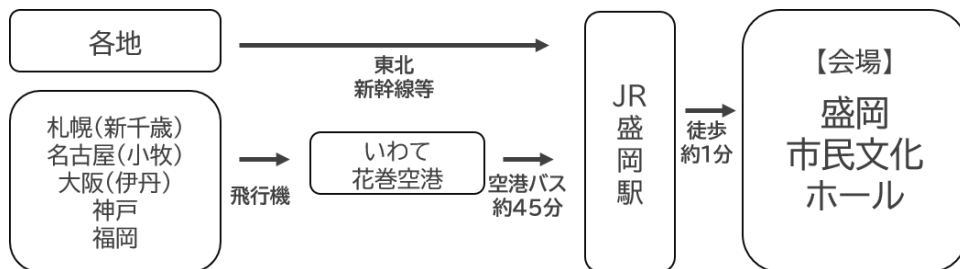 各地
東北
新幹線等
札幌(新千歳)
名古屋(小牧)
大阪(伊丹)
神戸
福岡
飛行機
いわて
花巻空港
空港バス
約45分
JR
盛
岡
駅
徒歩
約1分
【会場】
盛岡
市民文化
ホール